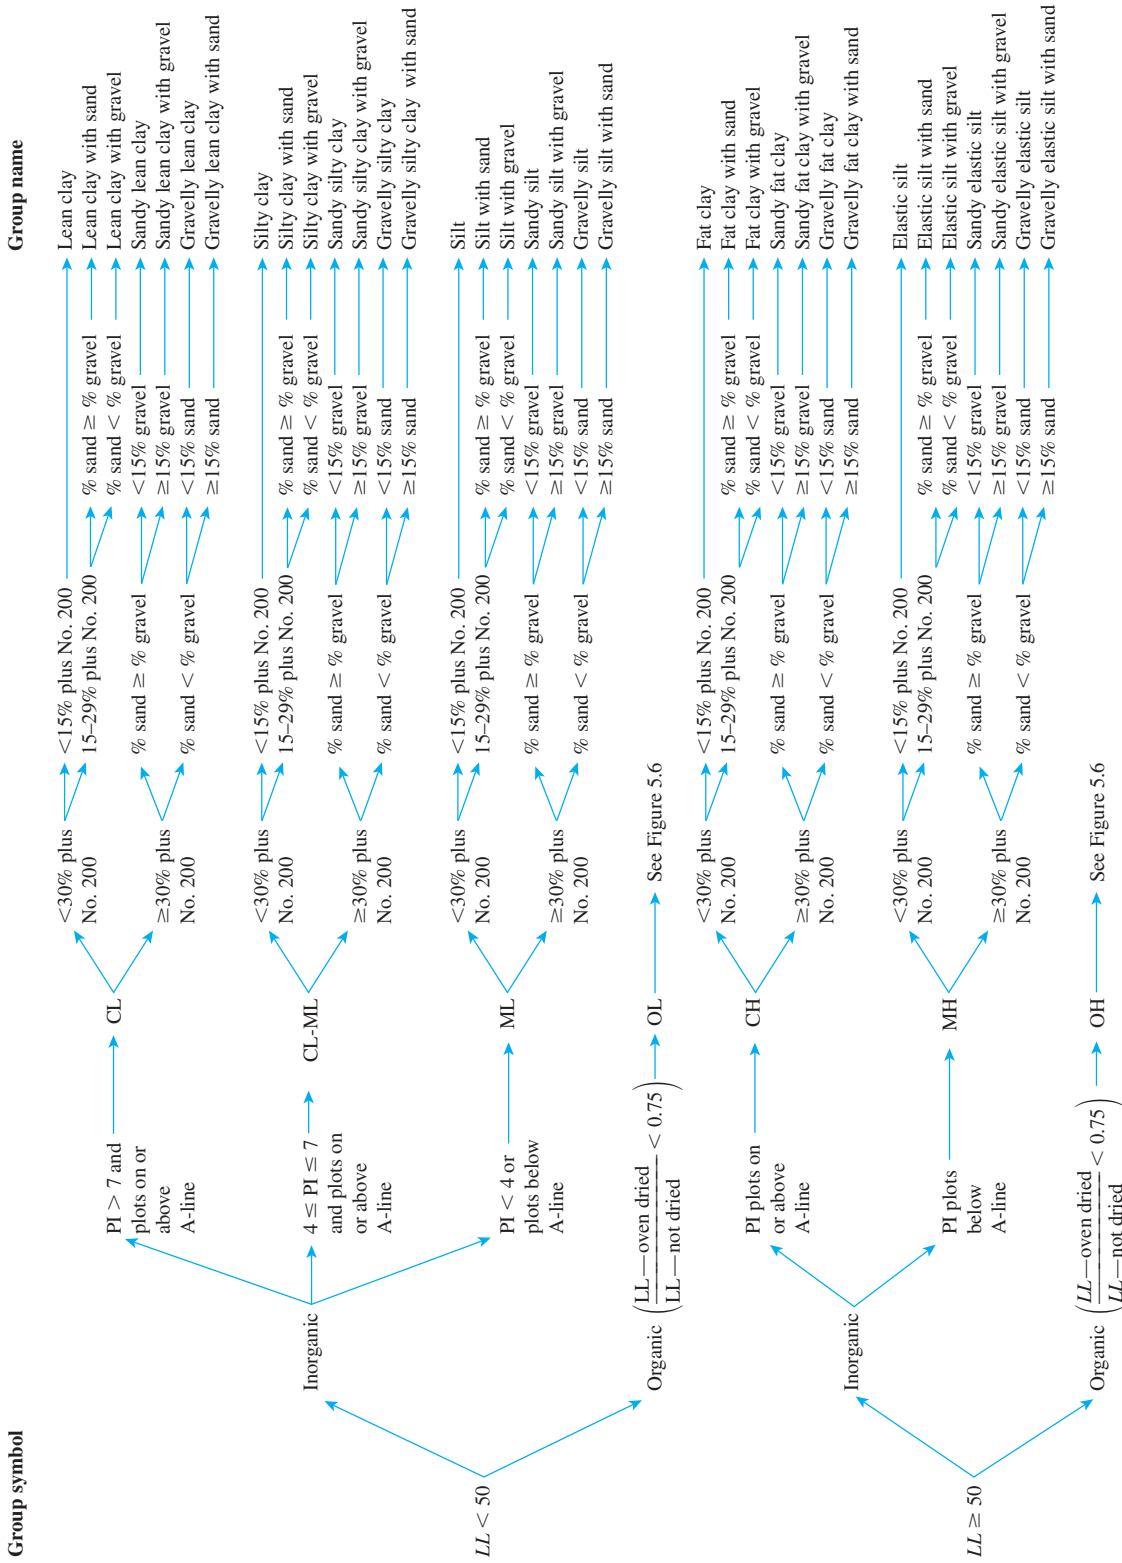 Group symbol
Group name
LL < 50
Inorganic
PI > 7 and
plots on or
above
A-line
CL
<30% plus
No. 200
<15% plus No. 200
Lean clay
15–29% plus No. 200
% sand ≥ % gravel
Lean clay with sand
% sand < % gravel
Lean clay with gravel
≥30% plus
No. 200
% sand ≥ % gravel
<15% gravel
Sandy lean clay
≥15% gravel
Sandy lean clay with gravel
% sand < % gravel
<15% sand
Gravelly lean clay
≥15% sand
Gravelly lean clay with sand
4 ≤ PI ≤ 7
and plots on
or above
A-line
CL-ML
<30% plus
No. 200
<15% plus No. 200
Silty clay
15–29% plus No. 200
% sand ≥ % gravel
Silty clay with sand
% sand < % gravel
Silty clay with gravel
≥30% plus
No. 200
% sand ≥ % gravel
<15% gravel
Sandy silty clay
≥15% gravel
Sandy silty clay with gravel
% sand < % gravel
<15% sand
Gravelly silty clay
≥15% sand
Gravelly silty clay with sand
PI < 4 or
plots below
A-line
ML
<30% plus
No. 200
<15% plus No. 200
Silt
15–29% plus No. 200
% sand ≥ % gravel
Silt with sand
% sand < % gravel
Silt with gravel
≥30% plus
No. 200
% sand ≥ % gravel
<15% gravel
Sandy silt
≥15% gravel
Sandy silt with gravel
% sand < % gravel
<15% sand
Gravelly silt
≥15% sand
Gravelly silt with sand
Organic (LL—oven dried / LL—not dried < 0.75)
OL
See Figure 5.6
LL ≥ 50
Inorganic
PI plots on
or above
A-line
CH
<30% plus
No. 200
<15% plus No. 200
Fat clay
15–29% plus No. 200
% sand ≥ % gravel
Fat clay with sand
% sand < % gravel
Fat clay with gravel
≥30% plus
No. 200
% sand ≥ % gravel
<15% gravel
Sandy fat clay
≥15% gravel
Sandy fat clay with gravel
% sand < % gravel
<15% sand
Gravelly fat clay
≥15% sand
Gravelly fat clay with sand
PI plots
below
A-line
MH
<30% plus
No. 200
<15% plus No. 200
Elastic silt
15–29% plus No. 200
% sand ≥ % gravel
Elastic silt with sand
% sand < % gravel
Elastic silt with gravel
≥30% plus
No. 200
% sand ≥ % gravel
<15% gravel
Sandy elastic silt
≥15% gravel
Sandy elastic silt with gravel
% sand < % gravel
<15% sand
Gravelly elastic silt
≥15% sand
Gravelly elastic silt with sand
Organic (LL—oven dried / LL—not dried < 0.75)
OH
See Figure 5.6